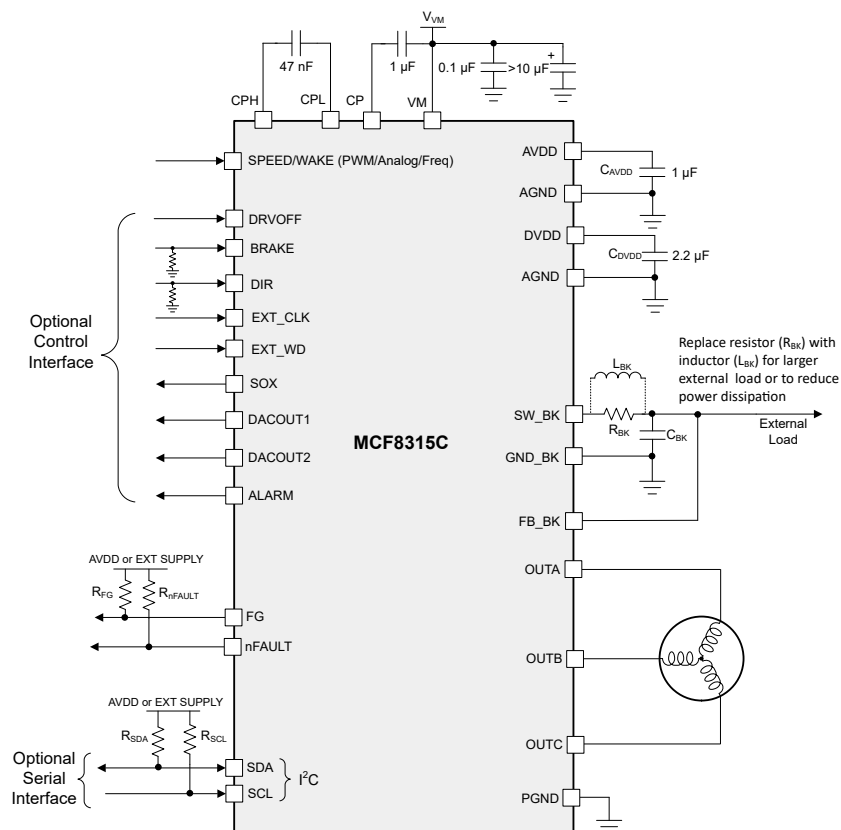 V_VM
47 nF
1 µF
0.1 µF
>10 µF
+
CPH
CPL
CP
VM
SPEED/WAKE (PWM/Analog/Freq)
AVDD
C_AVDD
1 µF
AGND
DRVOFF
BRAKE
DVDD
C_DVDD
2.2 µF
AGND
DIR
Optional
Control
Interface
EXT_CLK
EXT_WD
SOX
DACOUT1
DACOUT2
ALARM
MCF8315C
Replace resistor (R_BK) with
inductor (L_BK) for larger
external load or to reduce
power dissipation
L_BK
SW_BK
R_BK
C_BK
External
Load
GND_BK
FB_BK
AVDD or EXT SUPPLY
R_FG
R_nFAULT
FG
nFAULT
OUTA
OUTB
OUTC
AVDD or EXT SUPPLY
R_SDA
R_SCL
Optional
Serial
Interface
SDA
SCL
I²C
PGND